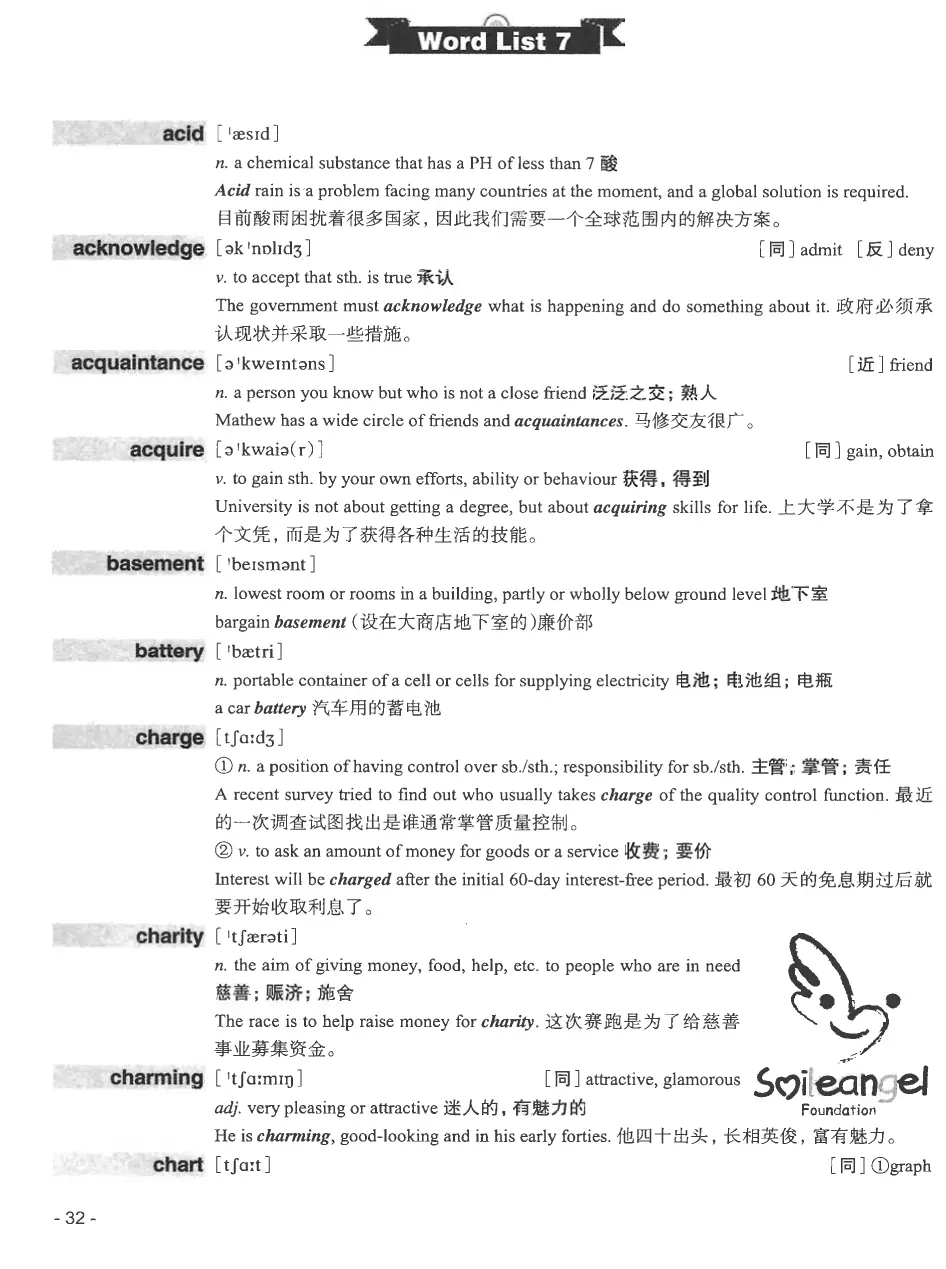 Word List 7
acid [ˈæsɪd]
n. a chemical substance that has a PH of less than 7 酸
Acid rain is a problem facing many countries at the moment, and a global solution is required.
目前酸雨困扰着很多国家，因此我们需要一个全球范围内的解决方案。
acknowledge [əkˈnɒlɪdʒ] [同] admit [反] deny
v. to accept that sth. is true 承认
The government must acknowledge what is happening and do something about it. 政府必须承
认现状并采取一些措施。
acquaintance [əˈkweɪntəns] [近] friend
n. a person you know but who is not a close friend 泛泛之交；熟人
Mathew has a wide circle of friends and acquaintances. 马修交友很广。
acquire [əˈkwaiə(r)] [同] gain, obtain
v. to gain sth. by your own efforts, ability or behaviour 获得，得到
University is not about getting a degree, but about acquiring skills for life. 上大学不是为了拿
个文凭，而是为了获得各种生活的技能。
basement [ˈbeɪsmənt]
n. lowest room or rooms in a building, partly or wholly below ground level 地下室
bargain basement (设在大商店地下室的)廉价部
battery [ˈbætri]
n. portable container of a cell or cells for supplying electricity 电池；电池组；电瓶
a car battery 汽车用的蓄电池
charge [tʃɑːdʒ]
① n. a position of having control over sb./sth.; responsibility for sb./sth. 主管；掌管；责任
A recent survey tried to find out who usually takes charge of the quality control function. 最近
的一次调查试图找出是谁通常掌管质量控制。
② v. to ask an amount of money for goods or a service 收费；要价
Interest will be charged after the initial 60-day interest-free period. 最初 60 天的免息期过后就
要开始收取利息了。
charity [ˈtʃærəti]
n. the aim of giving money, food, help, etc. to people who are in need
慈善；赈济；施舍
The race is to help raise money for charity. 这次赛跑是为了给慈善
事业募集资金。
charming [ˈtʃɑːmɪŋ] [同] attractive, glamorous
adj. very pleasing or attractive 迷人的，有魅力的
He is charming, good-looking and in his early forties. 他四十出头，长相英俊，富有魅力。
Smileangel
Foundation
chart [tʃɑːt] [同] ①graph
- 32 -